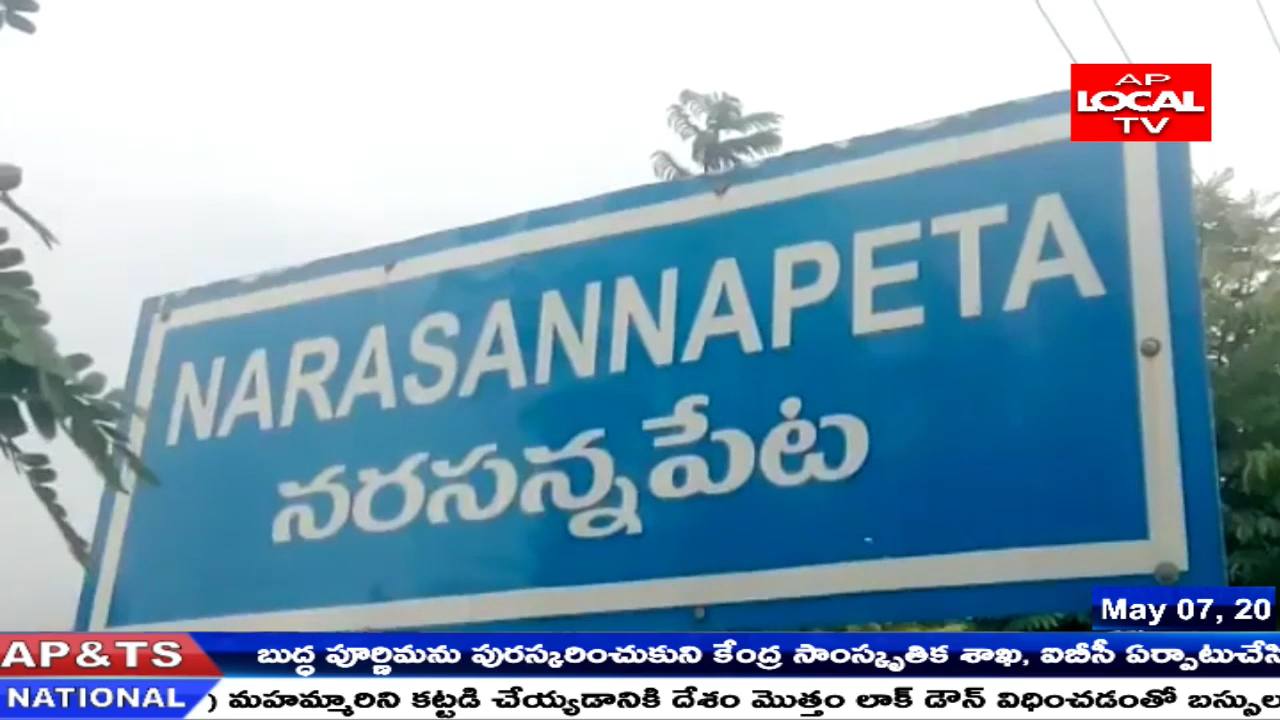 AP
LOCAL
TV
NARASANNAPETA
నరసన్నపేట
May 07, 20
AP&TS
బుద్ధ పూర్ణిమను పురస్కరించుకుని కేంద్ర సాంస్కృతిక శాఖ, ఐబీసీ ఏర్పాటుచేసి
NATIONAL
) మహమ్మారిని కట్టడి చేయ్యడానికి దేశం మొత్తం లాక్ డౌన్ విధించడంతో బస్సుల